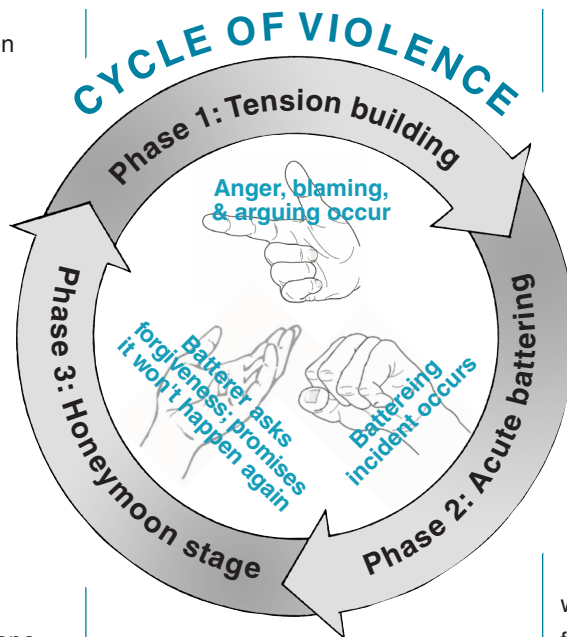 on
CYCLE OF VIOLENCE
Phase 1: Tension building
Anger, blaming,
& arguing occur
Phase 2: Acute battering
Battereing
incident occurs
Phase 3: Honeymoon stage
Batterer asks
forgiveness; promises
it won't happen again